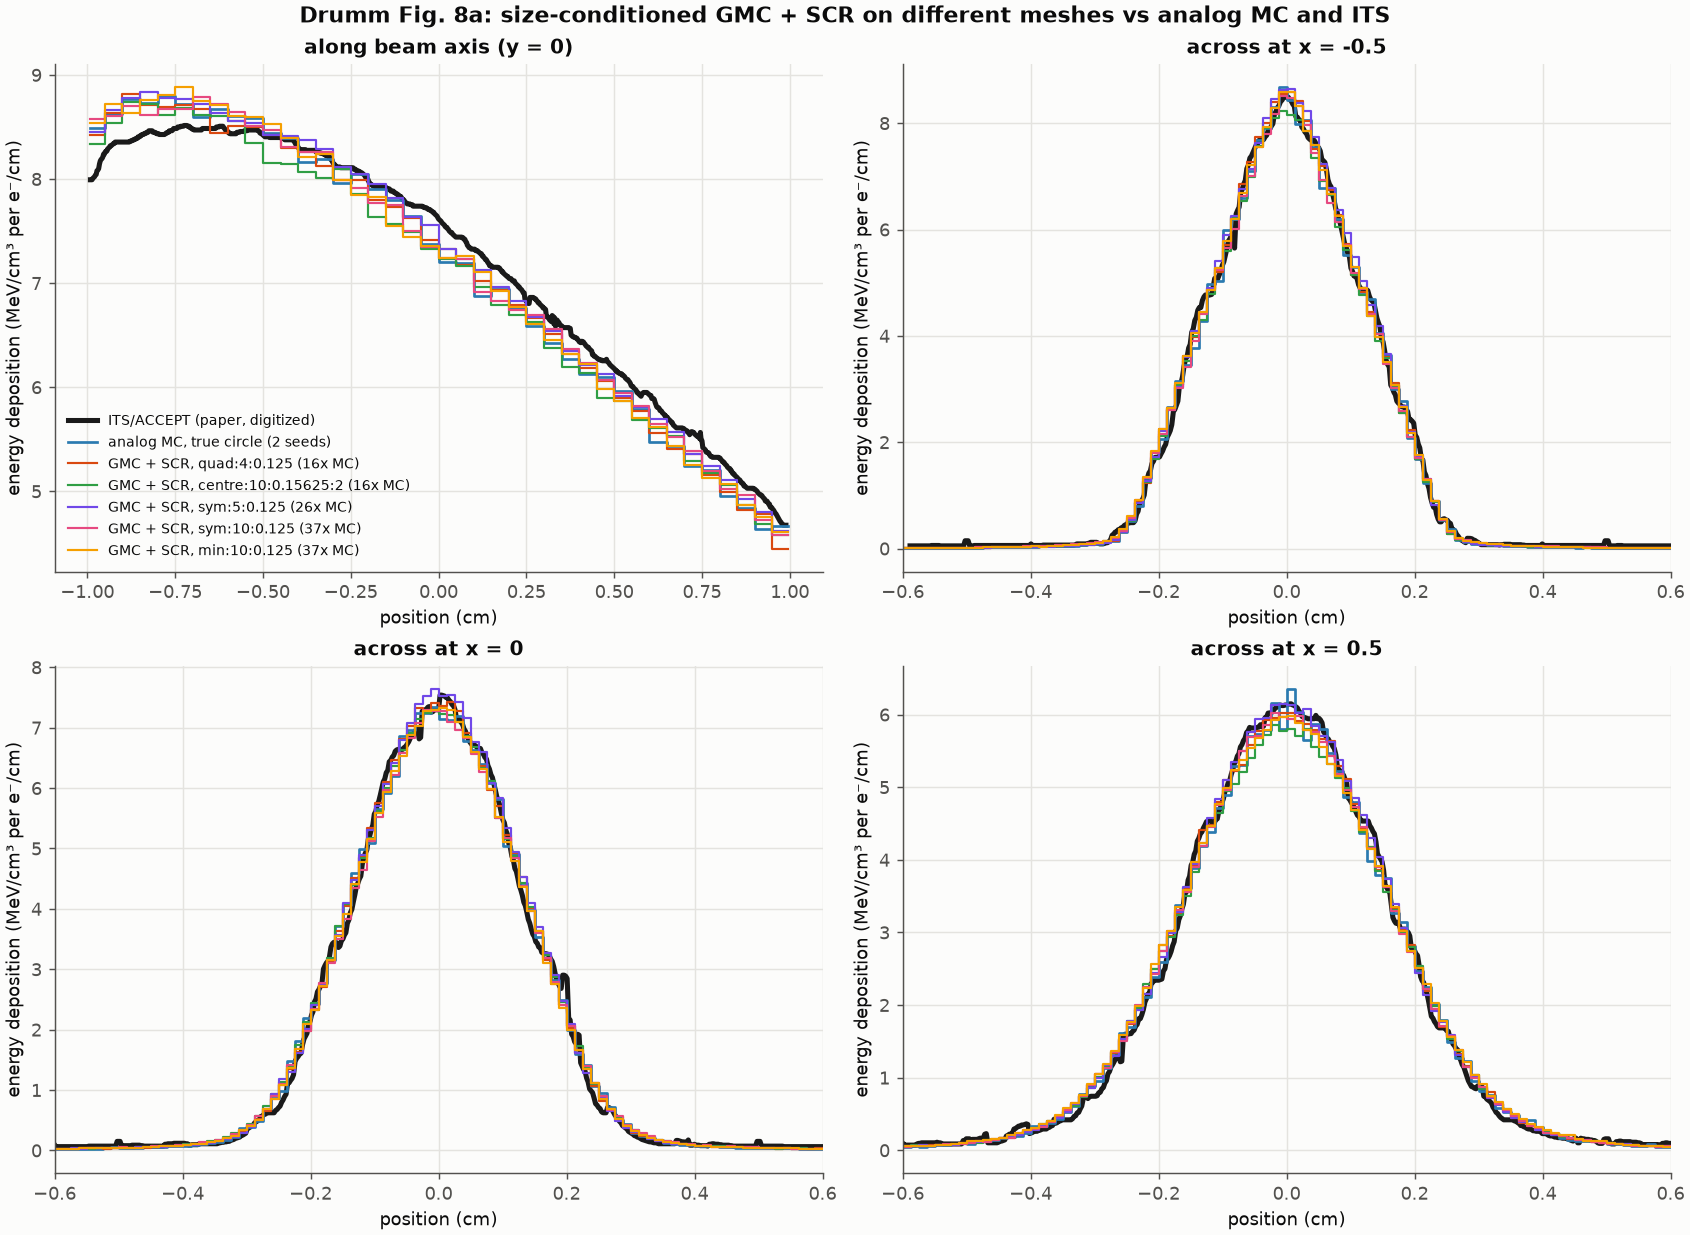 Drumm Fig. 8a: size-conditioned GMC + SCR on different meshes vs analog MC and ITS
along beam axis (y = 0)
energy deposition (MeV/cm³ per e⁻/cm)
9
8
7
6
5
ITS/ACCEPT (paper, digitized)
analog MC, true circle (2 seeds)
GMC + SCR, quad:4:0.125 (16x MC)
GMC + SCR, centre:10:0.15625:2 (16x MC)
GMC + SCR, sym:5:0.125 (26x MC)
GMC + SCR, sym:10:0.125 (37x MC)
GMC + SCR, min:10:0.125 (37x MC)
−1.00 −0.75 −0.50 −0.25 0.00 0.25 0.50 0.75 1.00
position (cm)
across at x = -0.5
energy deposition (MeV/cm³ per e⁻/cm)
8
6
4
2
0
−0.6 −0.4 −0.2 0.0 0.2 0.4 0.6
position (cm)
across at x = 0
energy deposition (MeV/cm³ per e⁻/cm)
8
7
6
5
4
3
2
1
0
−0.6 −0.4 −0.2 0.0 0.2 0.4 0.6
position (cm)
across at x = 0.5
energy deposition (MeV/cm³ per e⁻/cm)
6
5
4
3
2
1
0
−0.6 −0.4 −0.2 0.0 0.2 0.4 0.6
position (cm)